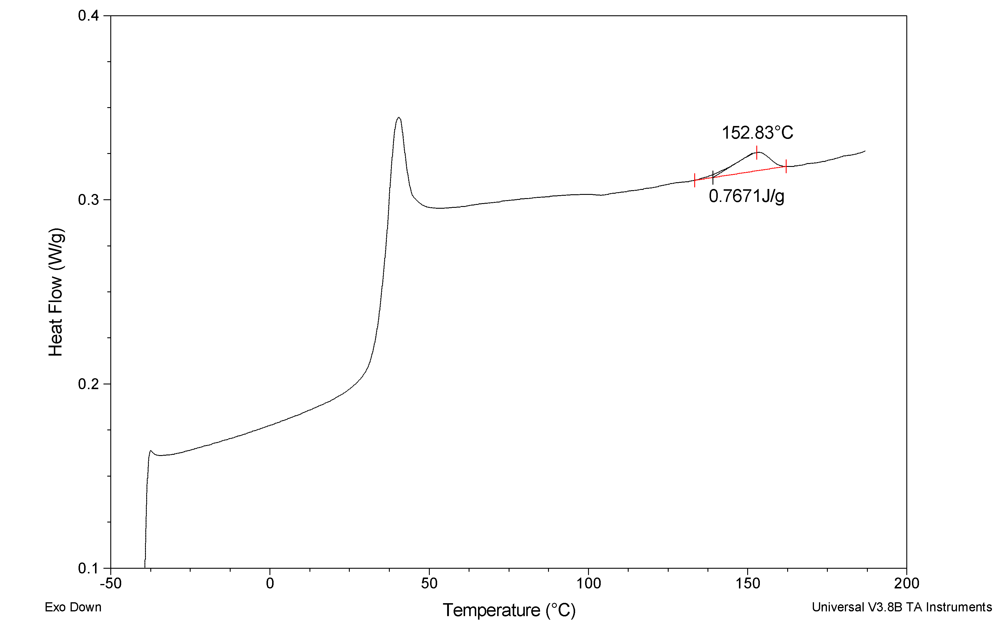 0.4
0.3
0.2
0.1
Heat Flow (W/g)
152.83°C
0.7671J/g
-50
0
50
100
150
200
Exo Down
Temperature (°C)
Universal V3.8B TA Instruments